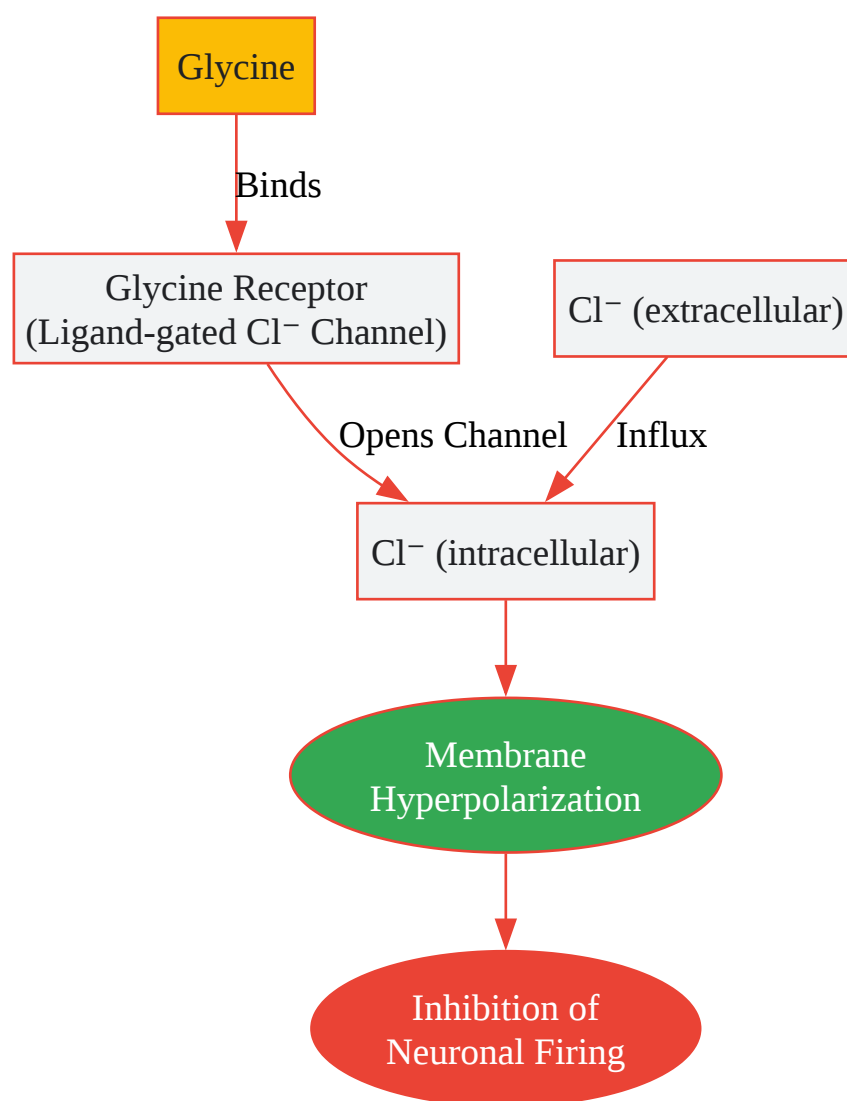 Glycine
Binds
Glycine Receptor
(Ligand-gated Cl⁻ Channel)
Cl⁻ (extracellular)
Opens Channel
Influx
Cl⁻ (intracellular)
Membrane
Hyperpolarization
Inhibition of
Neuronal Firing